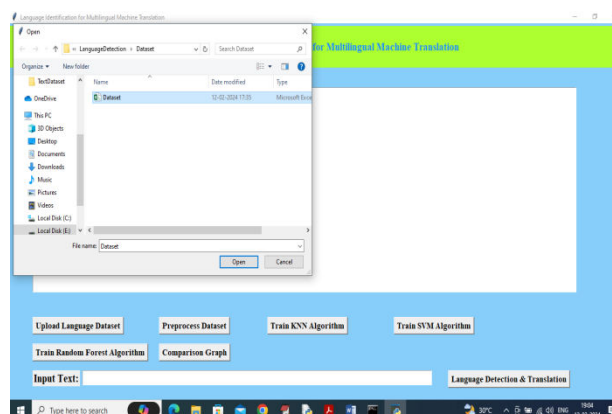 Language Identification for Multilingual Machine Translation
Open
LanguageDetection › Dataset
Search Dataset
for Multilingual Machine Translation
Organize
New folder
TextDataset
Name
Date modified
Type
OneDrive
Dataset
12-02-2024 17:35
Microsoft Exce
This PC
3D Objects
Desktop
Documents
Downloads
Music
Pictures
Videos
Local Disk (C:)
Local Disk (E:)
File name: Dataset
Open
Cancel
Upload Language Dataset
Preprocess Dataset
Train KNN Algorithm
Train SVM Algorithm
Train Random Forest Algorithm
Comparison Graph
Input Text:
Language Detection & Translation
Type here to search
30°C
ENG
19:04